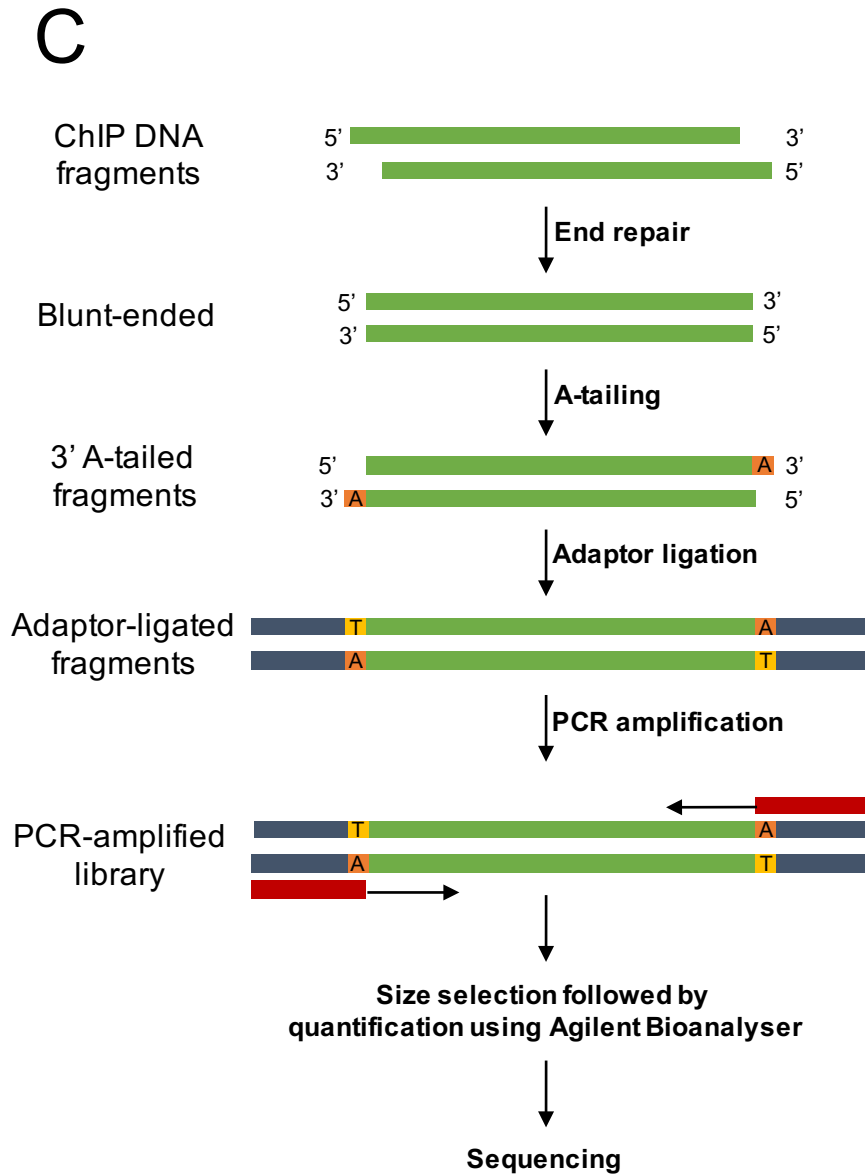 C
ChIP DNA
fragments
5’ 3’
3’ 5’
End repair
Blunt-ended
5’ 3’
3’ 5’
A-tailing
3’ A-tailed
fragments
5’ A 3’
3’ A 5’
Adaptor ligation
Adaptor-ligated
fragments
T A
A T
PCR amplification
PCR-amplified
library
T A
A T
Size selection followed by
quantification using Agilent Bioanalyser
Sequencing